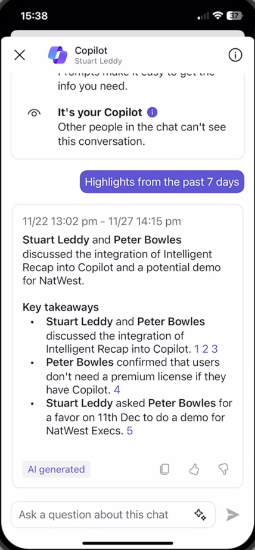 15:38
37
Copilot
Stuart Leddy
Prompts make it easy to get the
info you need.
It's your Copilot
Other people in the chat can't see
this conversation.
Highlights from the past 7 days
11/22 13:02 pm - 11/27 14:15 pm
Stuart Leddy and Peter Bowles
discussed the integration of Intelligent
Recap into Copilot and a potential demo
for NatWest.
Key takeaways
• Stuart Leddy and Peter Bowles
discussed the integration of
Intelligent Recap into Copilot. 1 2 3
• Peter Bowles confirmed that users
don't need a premium license if they
have Copilot. 4
• Stuart Leddy asked Peter Bowles for
a favor on 11th Dec to do a demo for
NatWest Execs. 5
AI generated
Ask a question about this chat